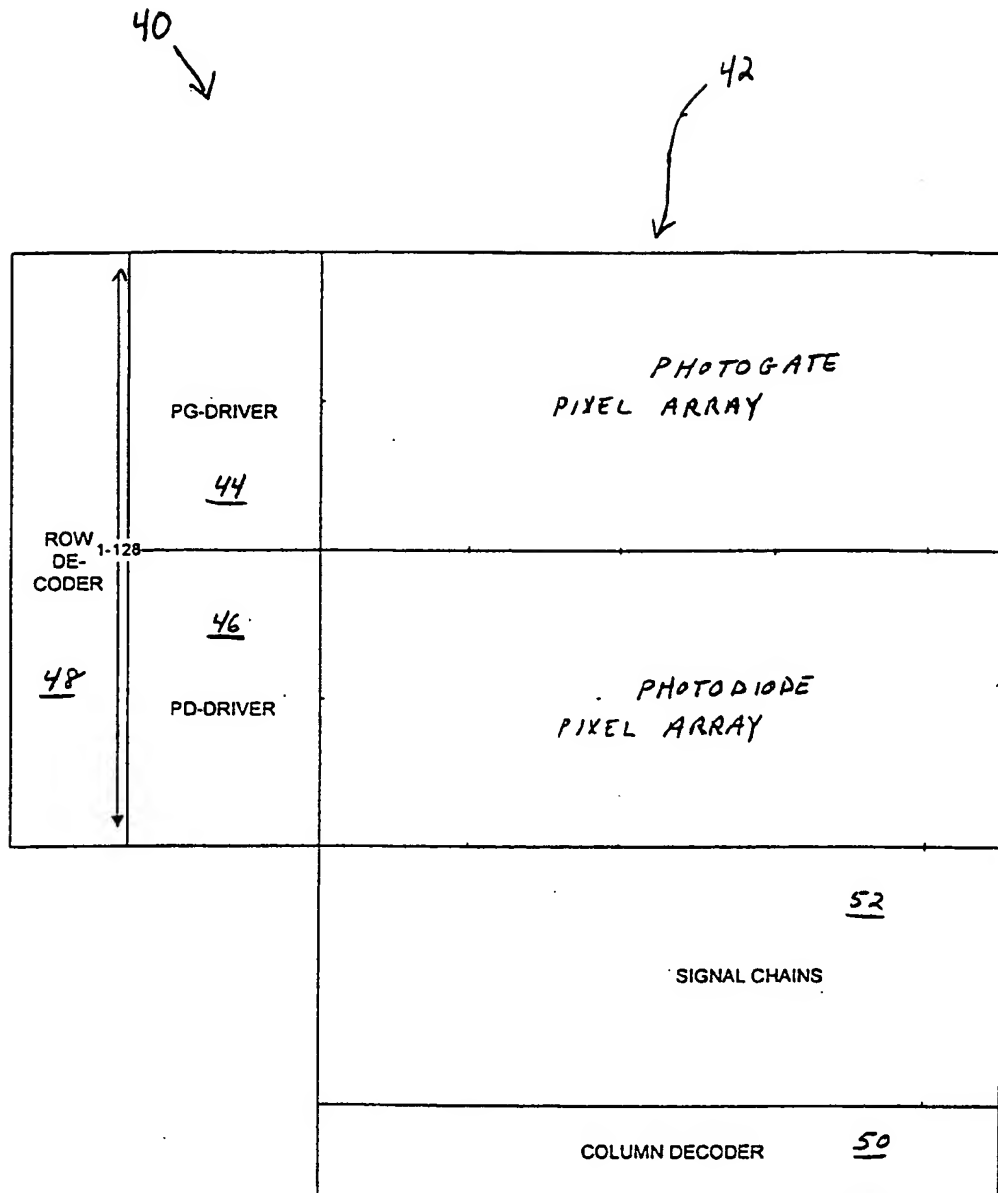 40
42
PHOTOGATE
PIXEL ARRAY
PG-DRIVER
44
ROW
DE-
CODER
1-128
46
48
PD-DRIVER
PHOTODIODE
PIXEL ARRAY
52
SIGNAL CHAINS
COLUMN DECODER
50